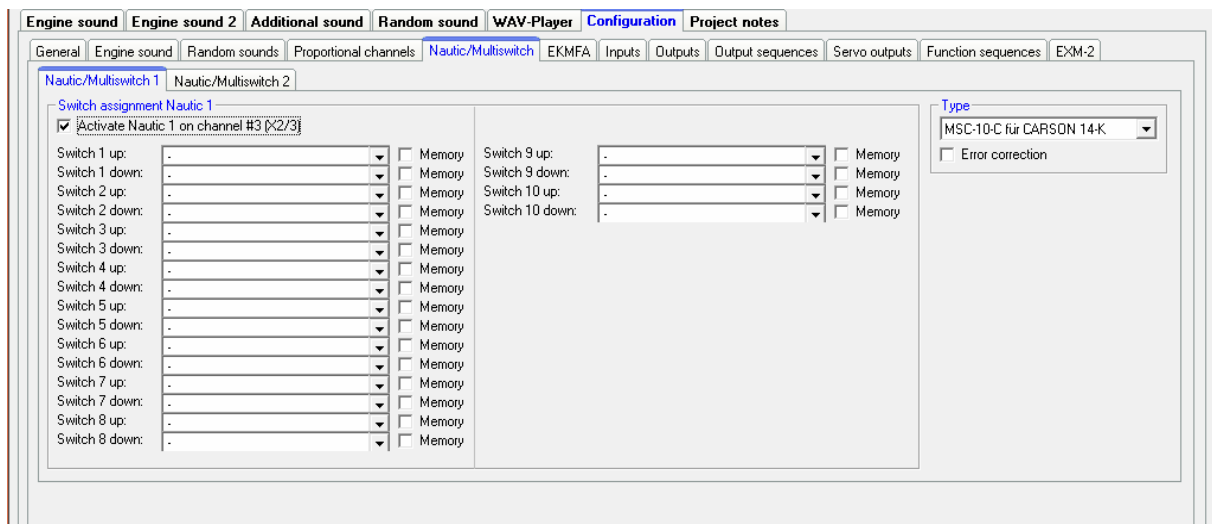 Engine sound Engine sound 2 Additional sound Random sound WAV-Player Configuration Project notes
General Engine sound Random sounds Proportional channels Nautic/Multiswitch EKMFA Inputs Outputs Output sequences Servo outputs Function sequences EXM-2
Nautic/Multiswitch 1 Nautic/Multiswitch 2
Switch assignment Nautic 1
Activate Nautic 1 on channel #3 (X2/3)
Switch 1 up: - Memory
Switch 1 down: - Memory
Switch 2 up: - Memory
Switch 2 down: - Memory
Switch 3 up: - Memory
Switch 3 down: - Memory
Switch 4 up: - Memory
Switch 4 down: - Memory
Switch 5 up: - Memory
Switch 5 down: - Memory
Switch 6 up: - Memory
Switch 6 down: - Memory
Switch 7 up: - Memory
Switch 7 down: - Memory
Switch 8 up: - Memory
Switch 8 down: - Memory
Switch 9 up: - Memory
Switch 9 down: - Memory
Switch 10 up: - Memory
Switch 10 down: - Memory
Type
MSC-10-C für CARSON 14-K
Error correction